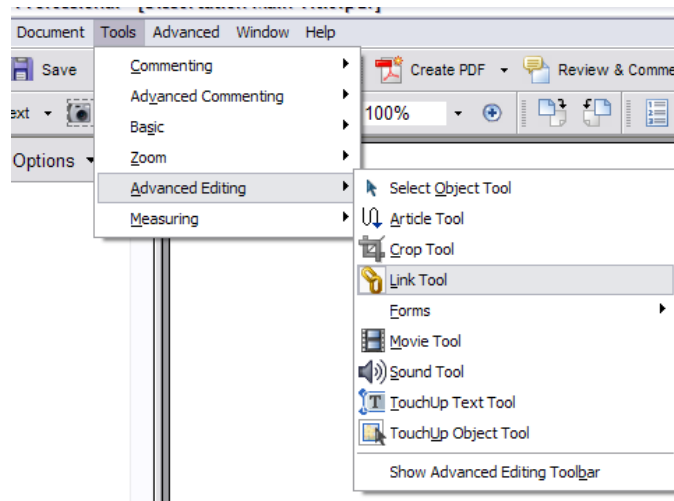 Document Tools Advanced Window Help
Save
Create PDF
Review & Comme
ext
100%
Options
Commenting
Advanced Commenting
Basic
Zoom
Advanced Editing
Measuring
Select Object Tool
Article Tool
Crop Tool
Link Tool
Forms
Movie Tool
Sound Tool
TouchUp Text Tool
TouchUp Object Tool
Show Advanced Editing Toolbar